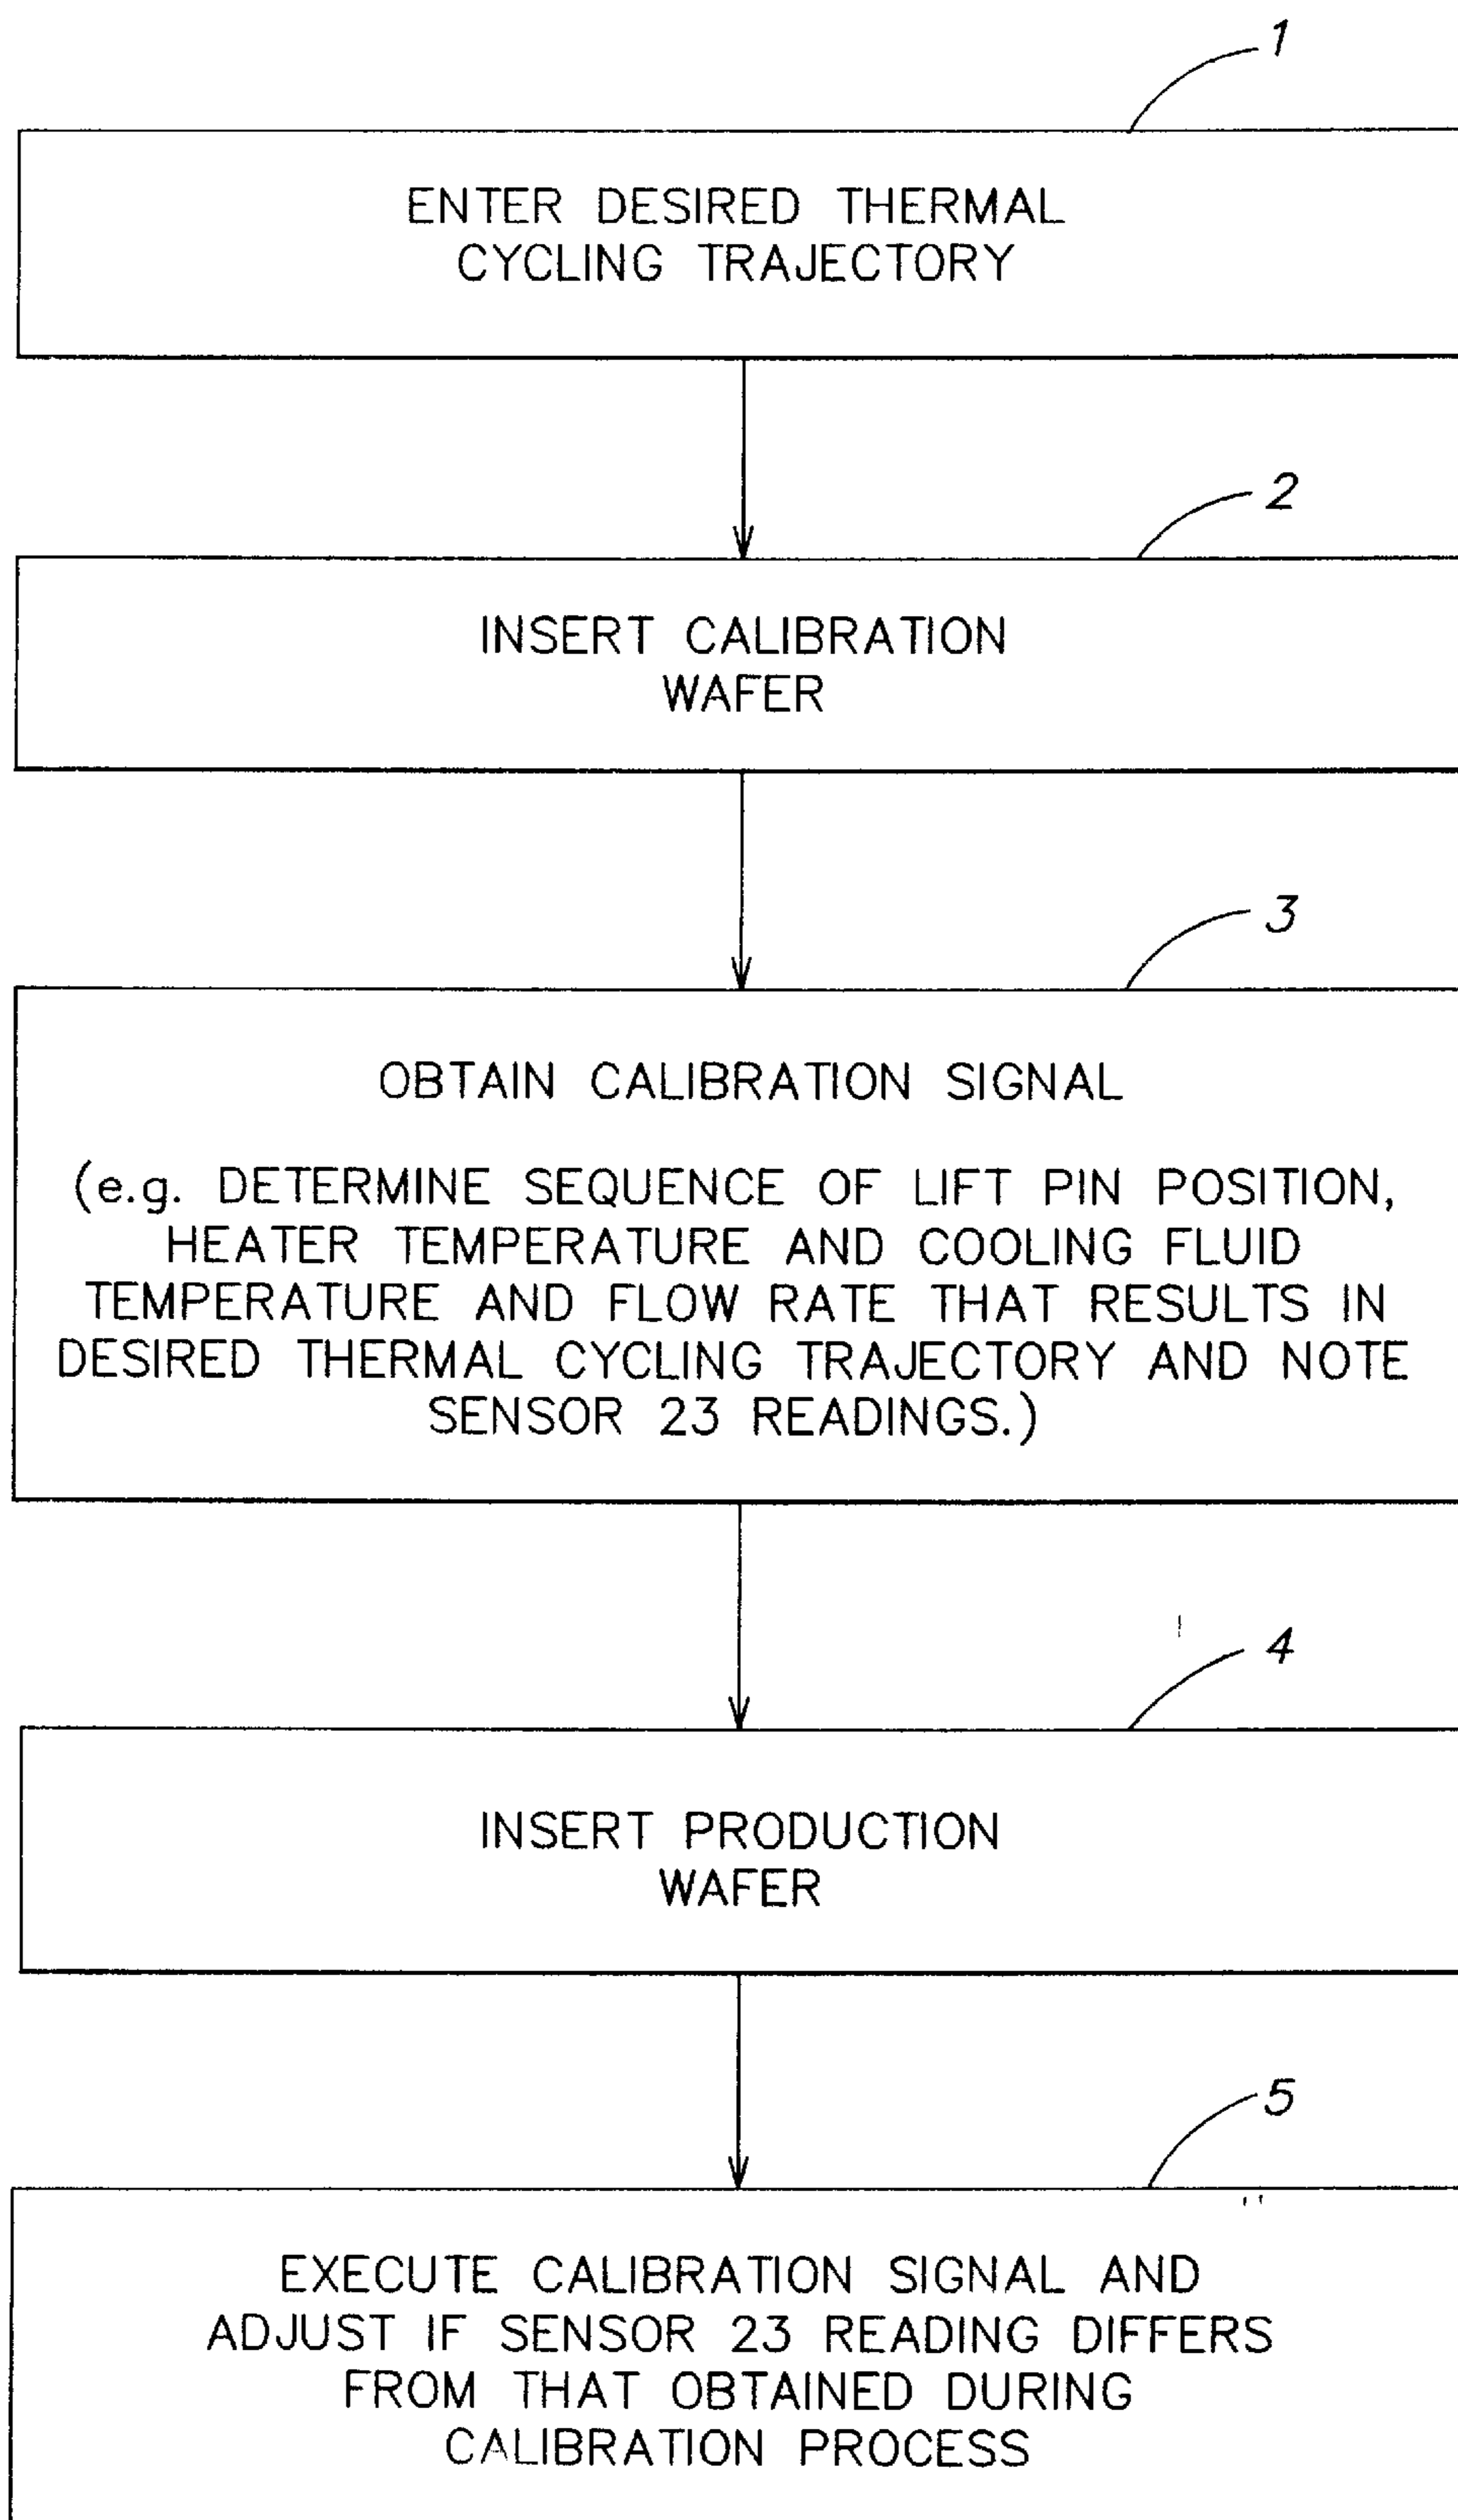 1
ENTER DESIRED THERMAL
CYCLING TRAJECTORY
2
INSERT CALIBRATION
WAFER
3
OBTAIN CALIBRATION SIGNAL
(e.g. DETERMINE SEQUENCE OF LIFT PIN POSITION,
HEATER TEMPERATURE AND COOLING FLUID
TEMPERATURE AND FLOW RATE THAT RESULTS IN
DESIRED THERMAL CYCLING TRAJECTORY AND NOTE
SENSOR 23 READINGS.)
4
INSERT PRODUCTION
WAFER
5
EXECUTE CALIBRATION SIGNAL AND
ADJUST IF SENSOR 23 READING DIFFERS
FROM THAT OBTAINED DURING
CALIBRATION PROCESS